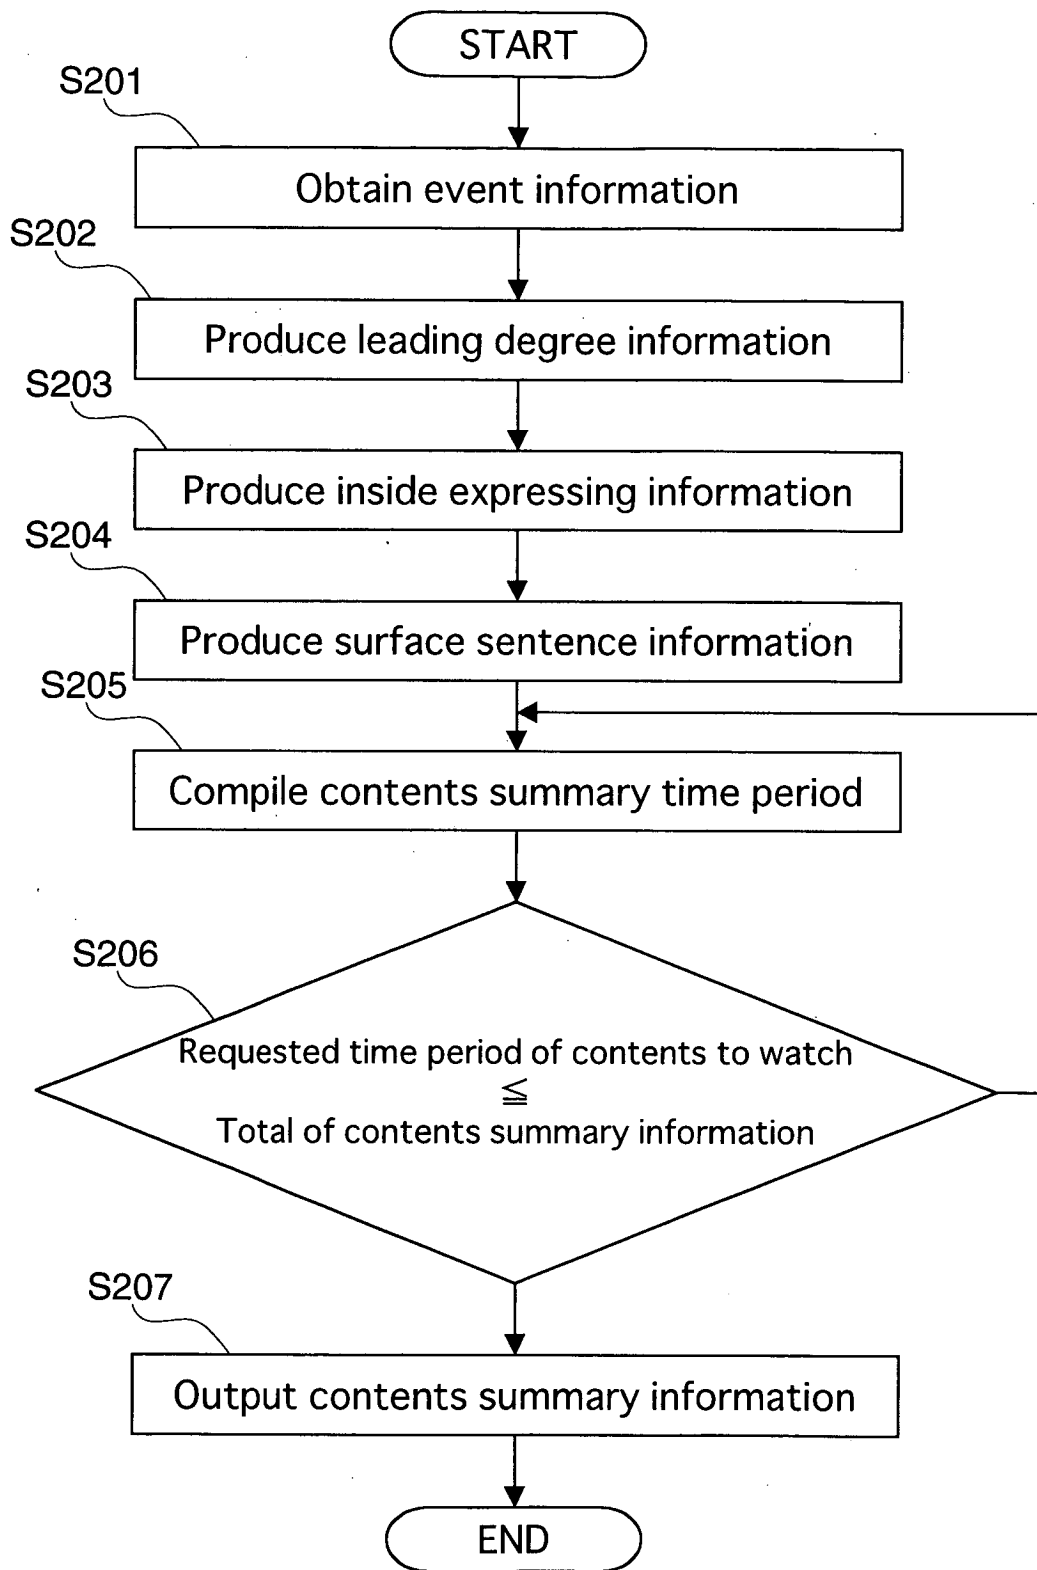 START
S201
Obtain event information
S202
Produce leading degree information
S203
Produce inside expressing information
S204
Produce surface sentence information
S205
Compile contents summary time period
S206
Requested time period of contents to watch
≦
Total of contents summary information
S207
Output contents summary information
END